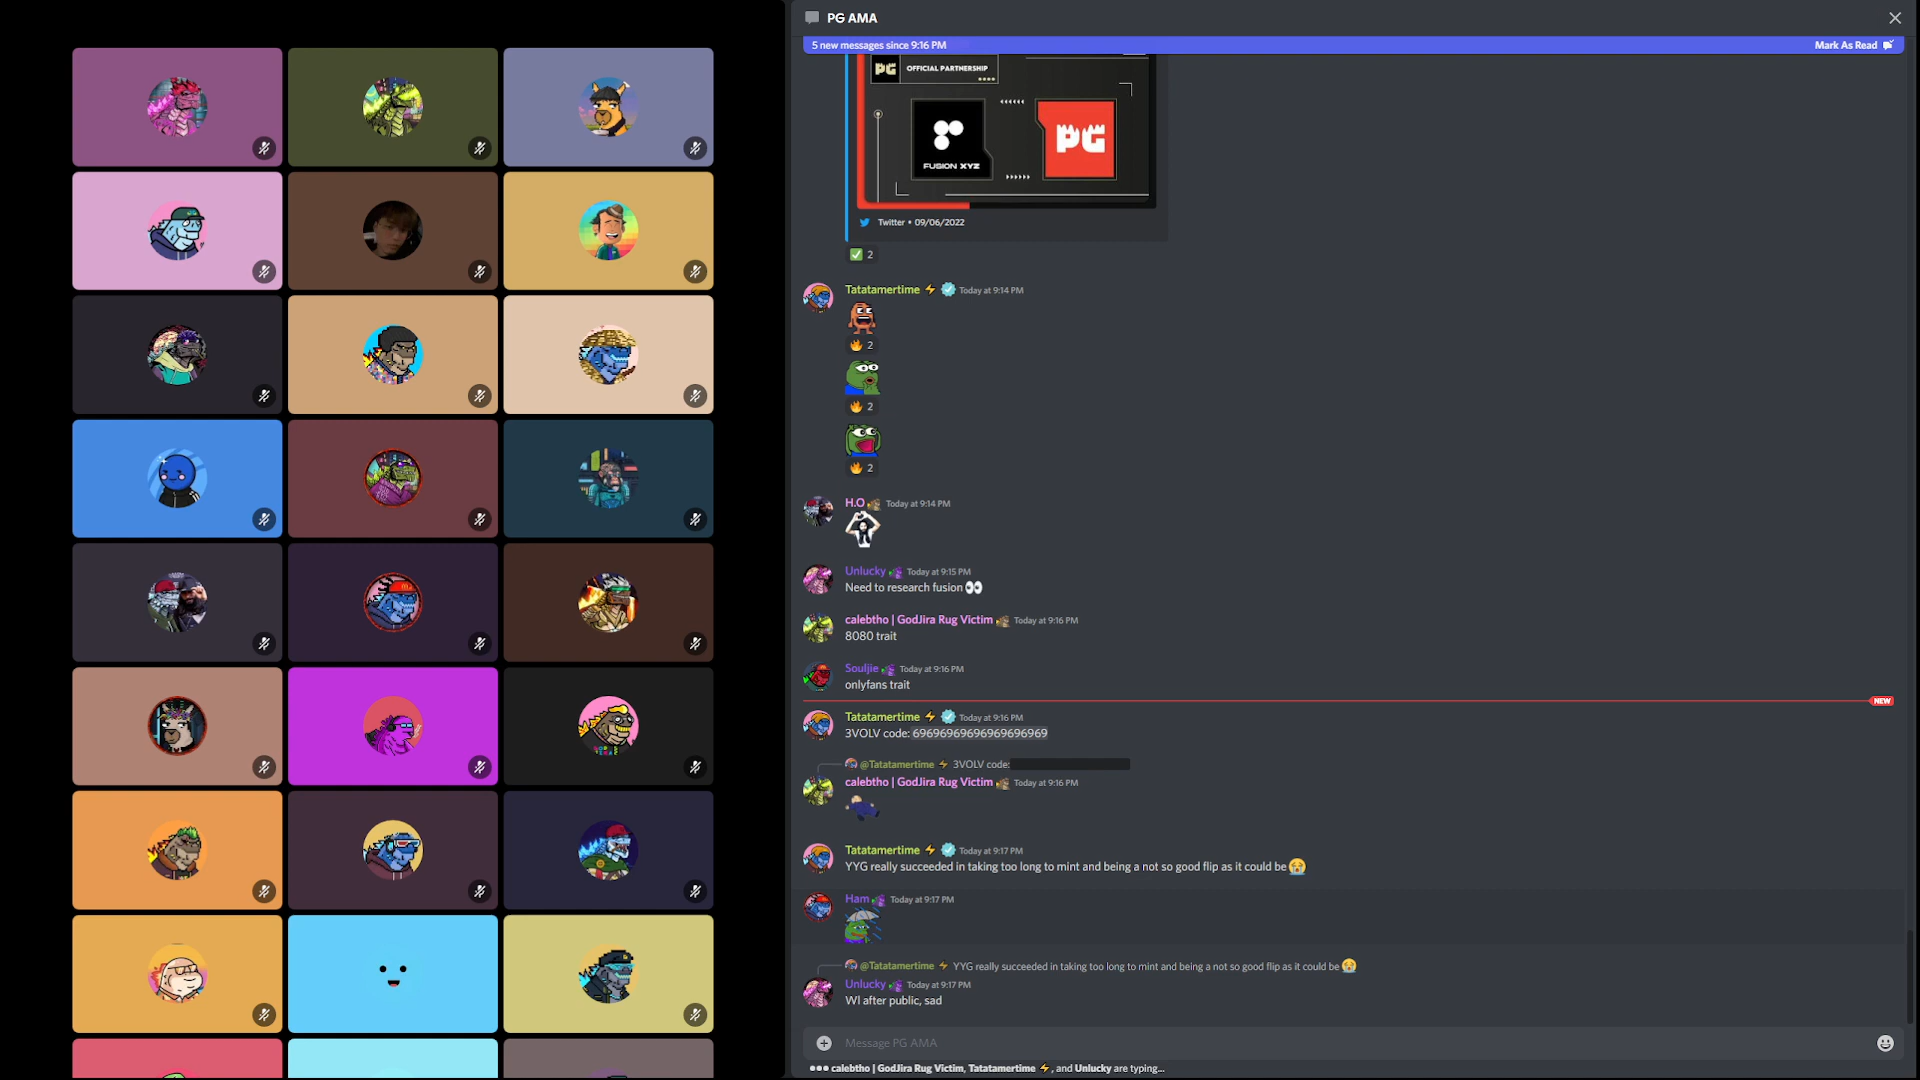 PG AMA
5 new messages since 9:16 PM
Mark As Read
PG OFFICIAL PARTNERSHIP
FUSION XYZ
PG
Twitter • 09/06/2022
2
Tatatamertime Today at 9:14 PM
2
2
2
H.O Today at 9:14 PM
Unlucky Today at 9:15 PM
Need to research fusion
calebtho | GodJira Rug Victim Today at 9:16 PM
8080 trait
Souljie Today at 9:16 PM
onlyfans trait
NEW
Tatatamertime Today at 9:16 PM
3VOLV code: 69696969696969696969
@Tatatamertime 3VOLV code:
calebtho | GodJira Rug Victim Today at 9:16 PM
Tatatamertime Today at 9:17 PM
YYG really succeeded in taking too long to mint and being a not so good flip as it could be
Ham Today at 9:17 PM
@Tatatamertime YYG really succeeded in taking too long to mint and being a not so good flip as it could be
Unlucky Today at 9:17 PM
Wl after public, sad
Message PG AMA
calebtho | GodJira Rug Victim, Tatatamertime , and Unlucky are typing...